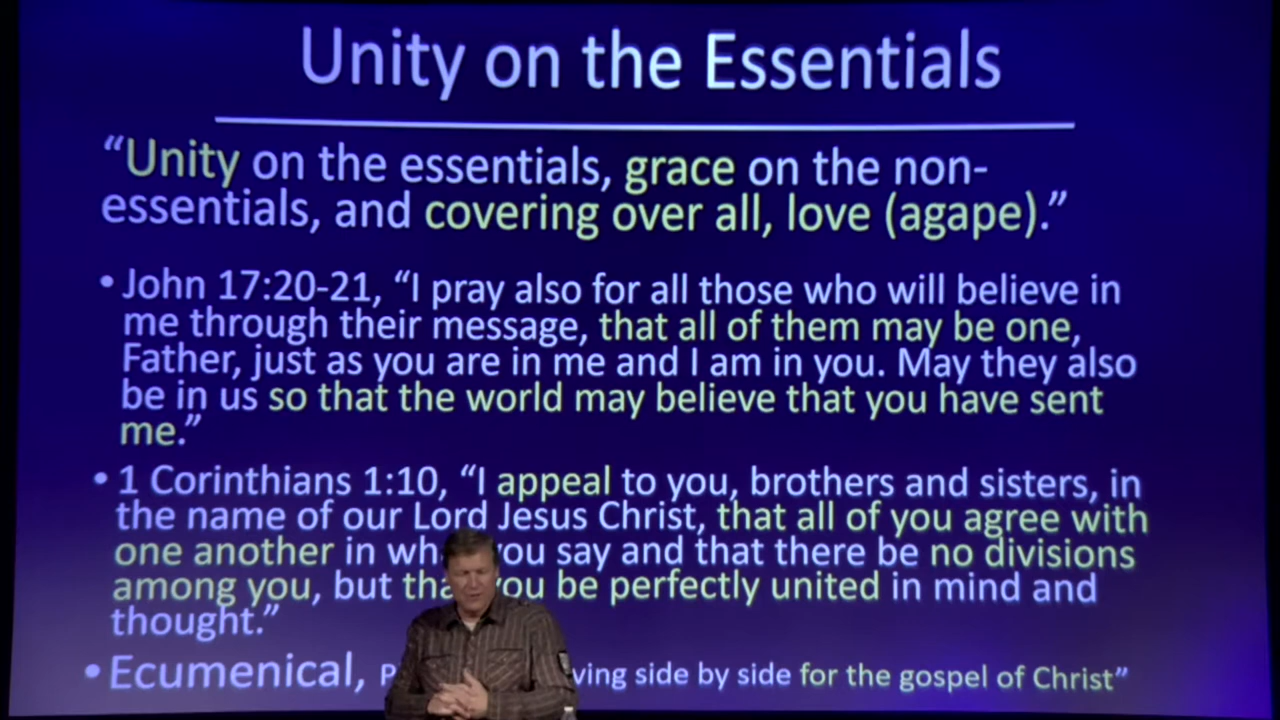 Unity on the Essentials
“Unity on the essentials, grace on the non-
essentials, and covering over all, love (agape).”
• John 17:20-21, “I pray also for all those who will believe in
me through their message, that all of them may be one,
Father, just as you are in me and I am in you. May they also
be in us so that the world may believe that you have sent
me.”
• 1 Corinthians 1:10, “I appeal to you, brothers and sisters, in
the name of our Lord Jesus Christ, that all of you agree with
one another in wh you say and that there be no divisions
among you, but tha you be perfectly united in mind and
thought.”
• Ecumenical, P ving side by side for the gospel of Christ”